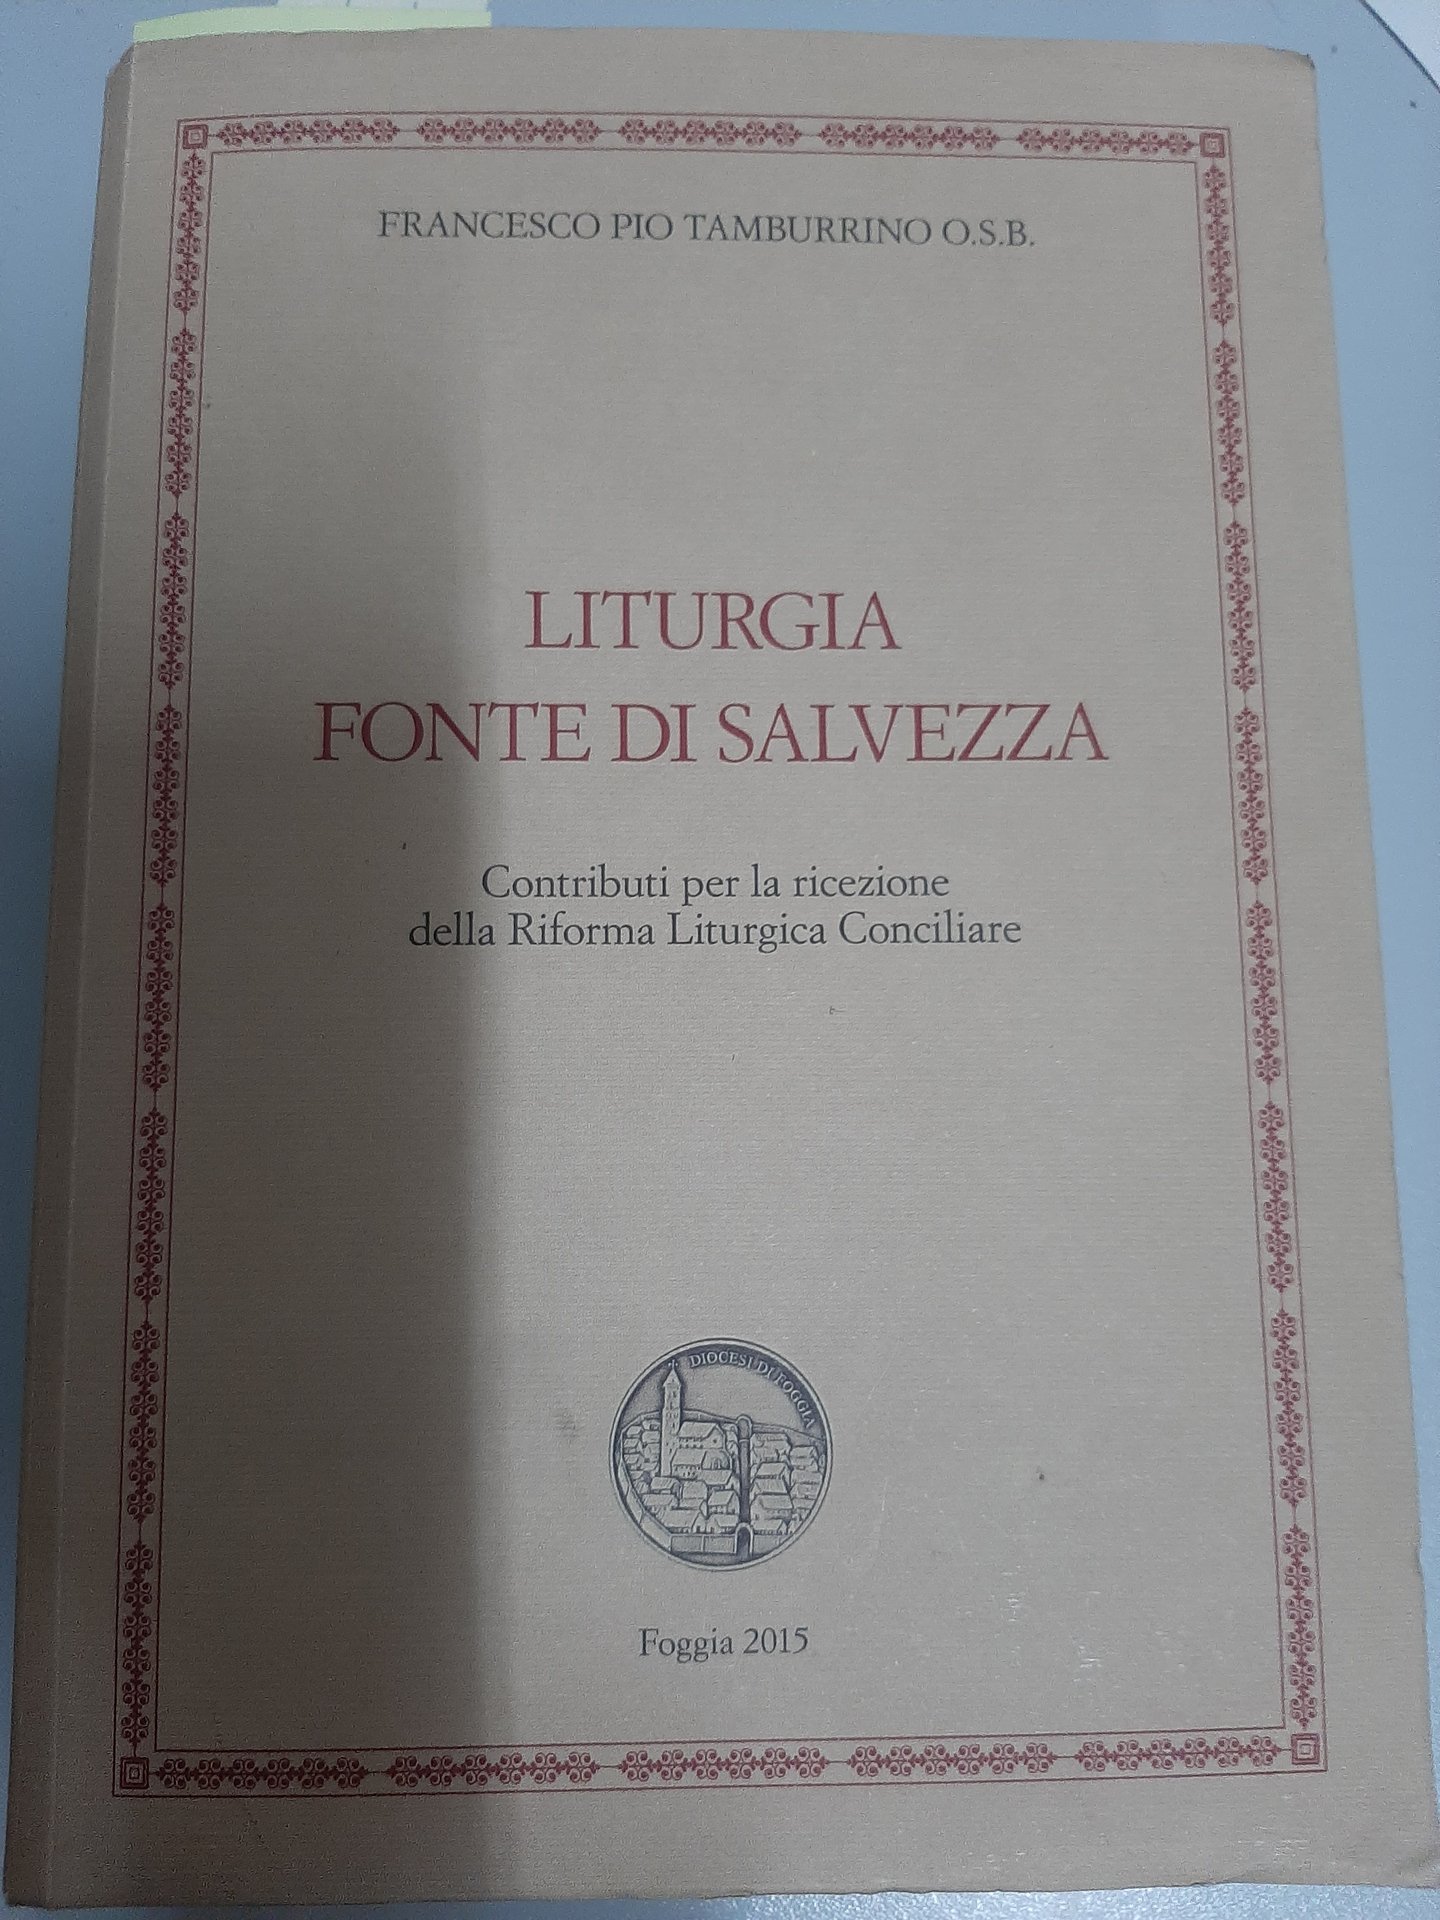 FRANCESCO PIO TAMBURRINO O.S.B.
LITURGIA
FONTE DI SALVEZZA
Contributi per la ricezione
della Riforma Liturgica Conciliare
DIOCESI DI FOGGIA
Foggia 2015